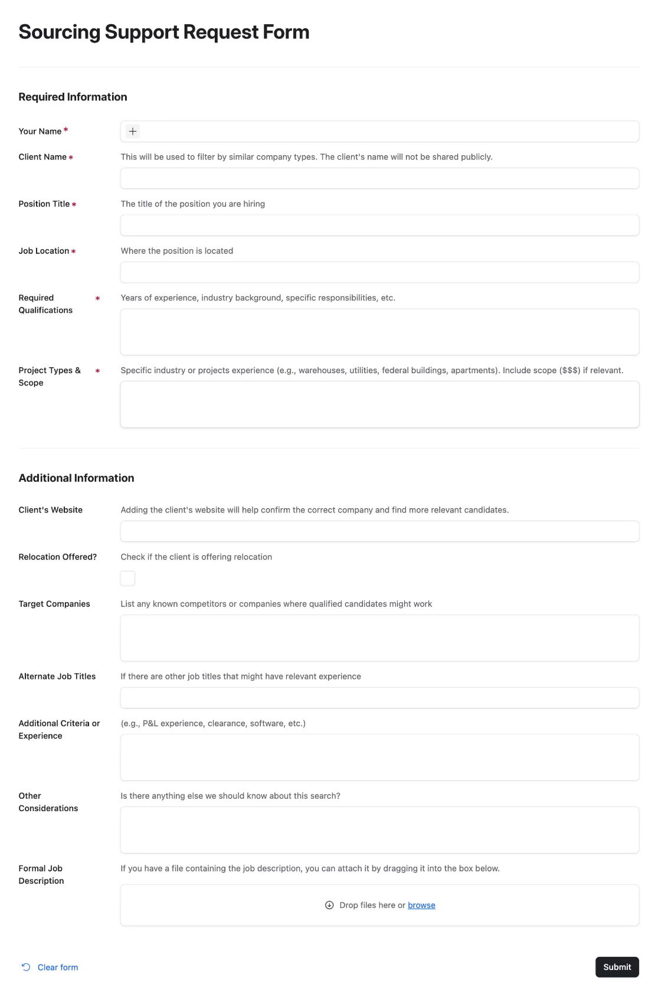 Sourcing Support Request Form
Required Information
Your Name *
Client Name *
This will be used to filter by similar company types. The client's name will not be shared publicly.
Position Title *
The title of the position you are hiring
Job Location *
Where the position is located
Required *
Qualifications
Years of experience, industry background, specific responsibilities, etc.
Project Types & *
Scope
Specific industry or projects experience (e.g., warehouses, utilities, federal buildings, apartments). Include scope ($$$) if relevant.
Additional Information
Client's Website
Adding the client's website will help confirm the correct company and find more relevant candidates.
Relocation Offered?
Check if the client is offering relocation
Target Companies
List any known competitors or companies where qualified candidates might work
Alternate Job Titles
If there are other job titles that might have relevant experience
Additional Criteria or
Experience
(e.g., P&L experience, clearance, software, etc.)
Other
Considerations
Is there anything else we should know about this search?
Formal Job
Description
If you have a file containing the job description, you can attach it by dragging it into the box below.
Drop files here or browse
Clear form
Submit